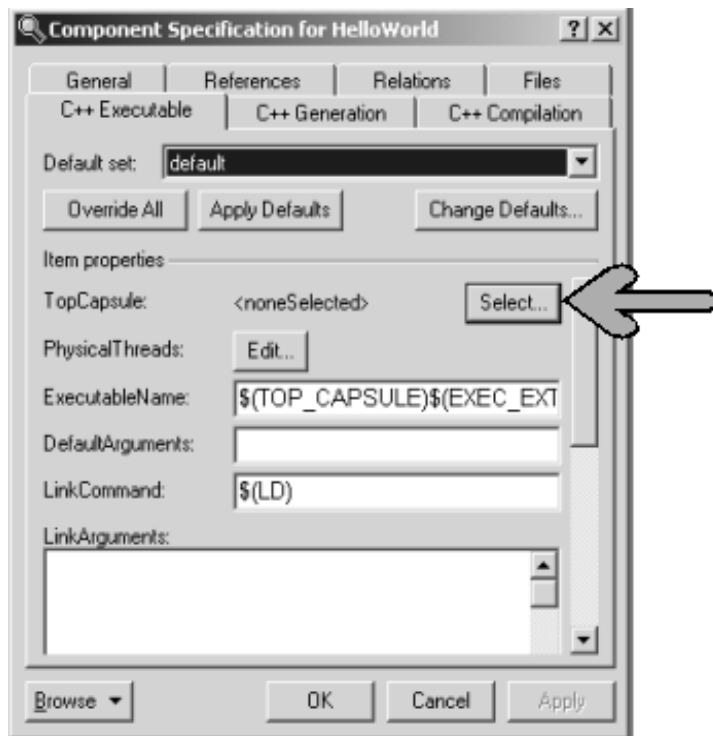 Component Specification for HelloWorld
General References Relations Files
C++ Executable C++ Generation C++ Compilation
Default set: default
Override All Apply Defaults Change Defaults...
Item properties
TopCapsule: <noneSelected> Select...
PhysicalThreads: Edit...
ExecutableName: $(TOP_CAPSULE)$(EXEC_EXT
DefaultArguments:
LinkCommand: $(LD)
LinkArguments:
Browse OK Cancel Apply